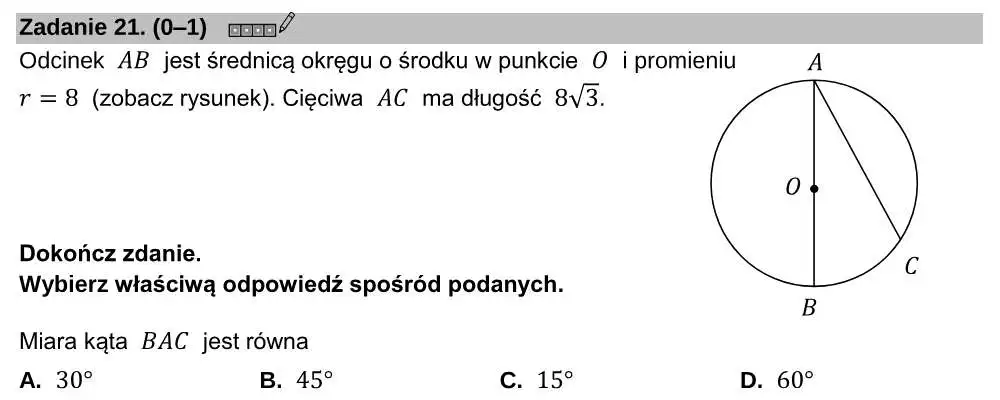 Zadanie 21. (0–1)
Odcinek AB jest średnicą okręgu o środku w punkcie O i promieniu
r = 8 (zobacz rysunek). Cięciwa AC ma długość 8√3.
A
O
C
B
Dokończ zdanie.
Wybierz właściwą odpowiedź spośród podanych.
Miara kąta BAC jest równa
A. 30° B. 45° C. 15° D. 60°